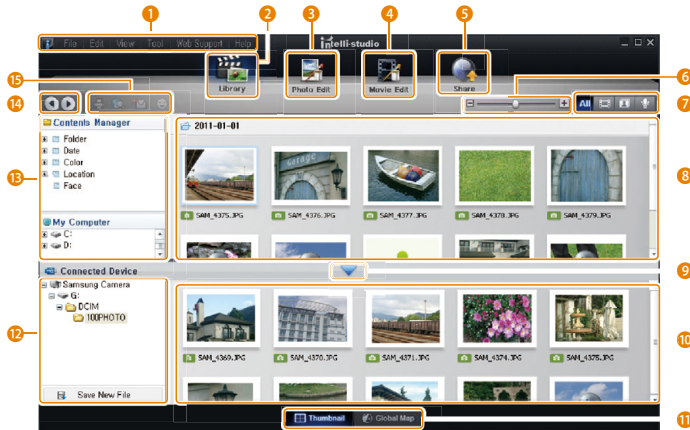 1 2 3 4 5
File Edit View Tool Web Support Help
intelli-studio
Library Photo Edit Movie Edit Share
15 6
14 All 7
Contents Manager
2011-01-01
Folder
Date
Color
Location
Face
13 8
SAM_4375.JPG SAM_4376.JPG SAM_4377.JPG SAM_4378.JPG SAM_4379.JPG
My Computer
C:
D:
Connected Device 9
Samsung Camera
G:
DCIM
100PHOTO
12 10
SAM_4369.JPG SAM_4370.JPG SAM_4371.JPG SAM_4374.JPG SAM_4375.JPG
Save New File
Thumbnail Global Map 11